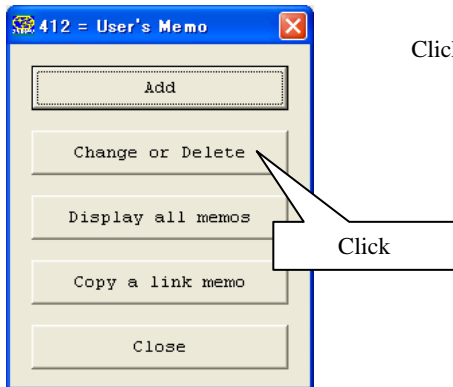 412 = User's Memo
Add
Change or Delete
Display all memos
Click
Copy a link memo
Close